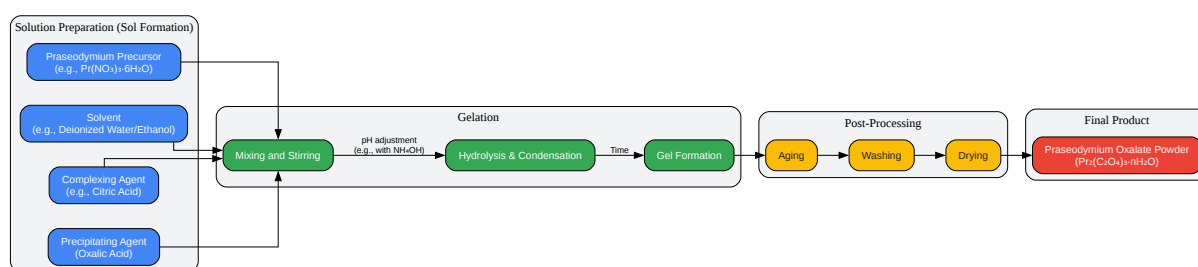 Solution Preparation (Sol Formation)
Praseodymium Precursor
(e.g., Pr(NO₃)₃·6H₂O)
Solvent
(e.g., Deionized Water/Ethanol)
Complexing Agent
(e.g., Citric Acid)
Precipitating Agent
(Oxalic Acid)
Gelation
Mixing and Stirring
pH adjustment
(e.g., with NH₄OH)
Hydrolysis & Condensation
Time
Gel Formation
Post-Processing
Aging
Washing
Drying
Final Product
Praseodymium Oxalate Powder
(Pr₂(C₂O₄)₃·nH₂O)